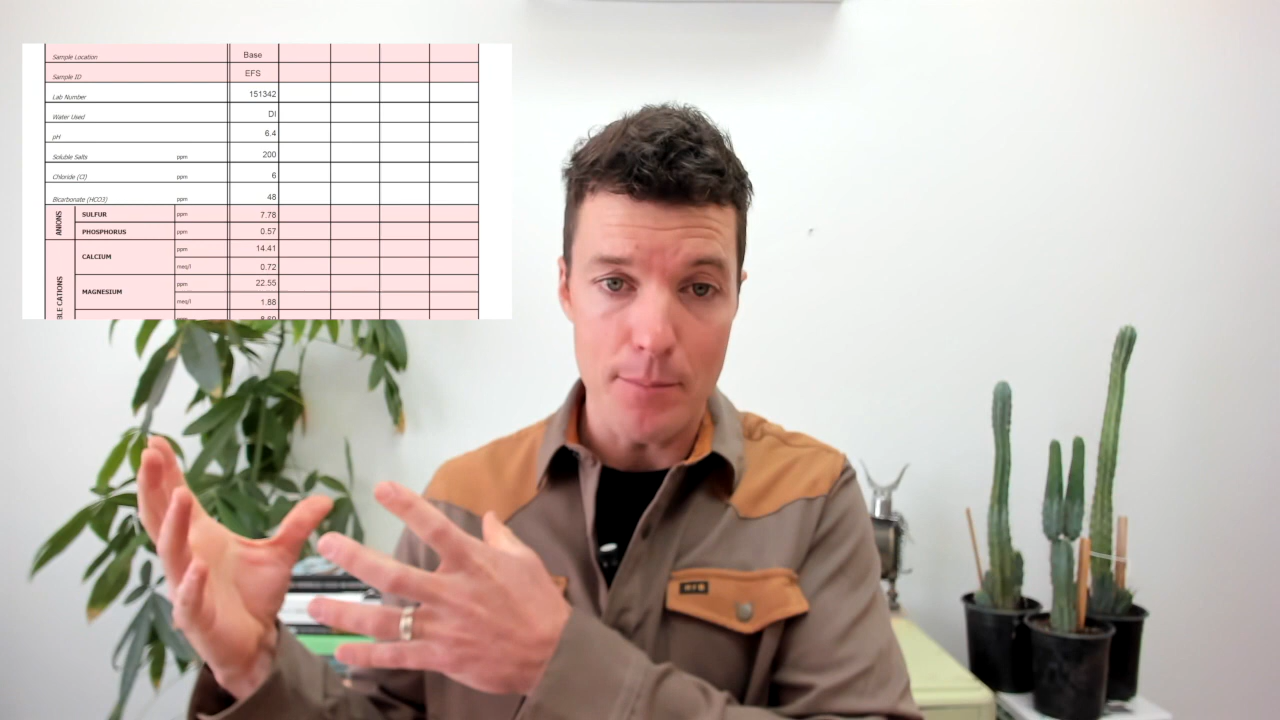 Sample Location Base
Sample ID EFS
Lab Number 151342
Water Used DI
pH 6.4
Soluble Salts ppm 200
Chloride (Cl) ppm 6
Bicarbonate (HCO3) ppm 48
ANIONS
SULFUR ppm 7.78
PHOSPHORUS ppm 0.57
BLE CATIONS
CALCIUM ppm 14.41
meq/l 0.72
MAGNESIUM ppm 22.55
meq/l 1.88